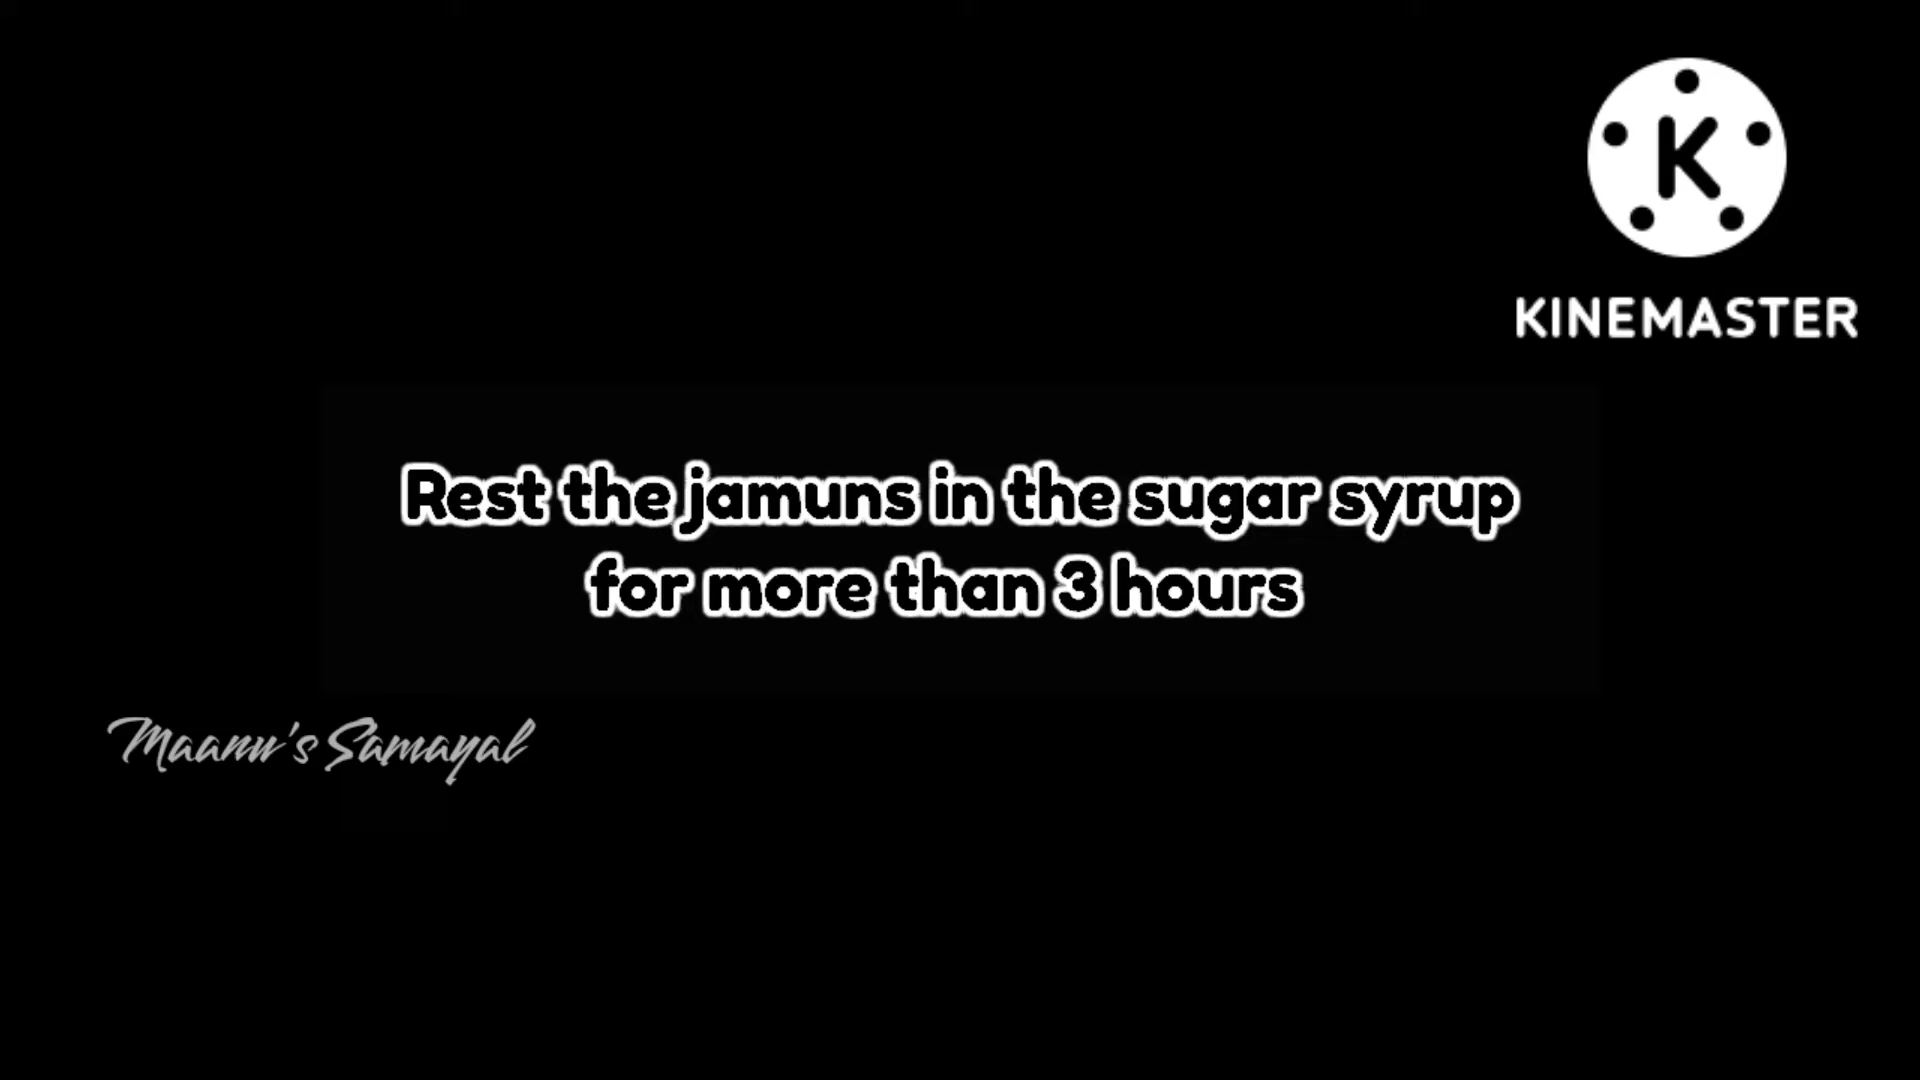 K
KINEMASTER
Rest the jamuns in the sugar syrup
for more than 3 hours
Maanu's Samayal